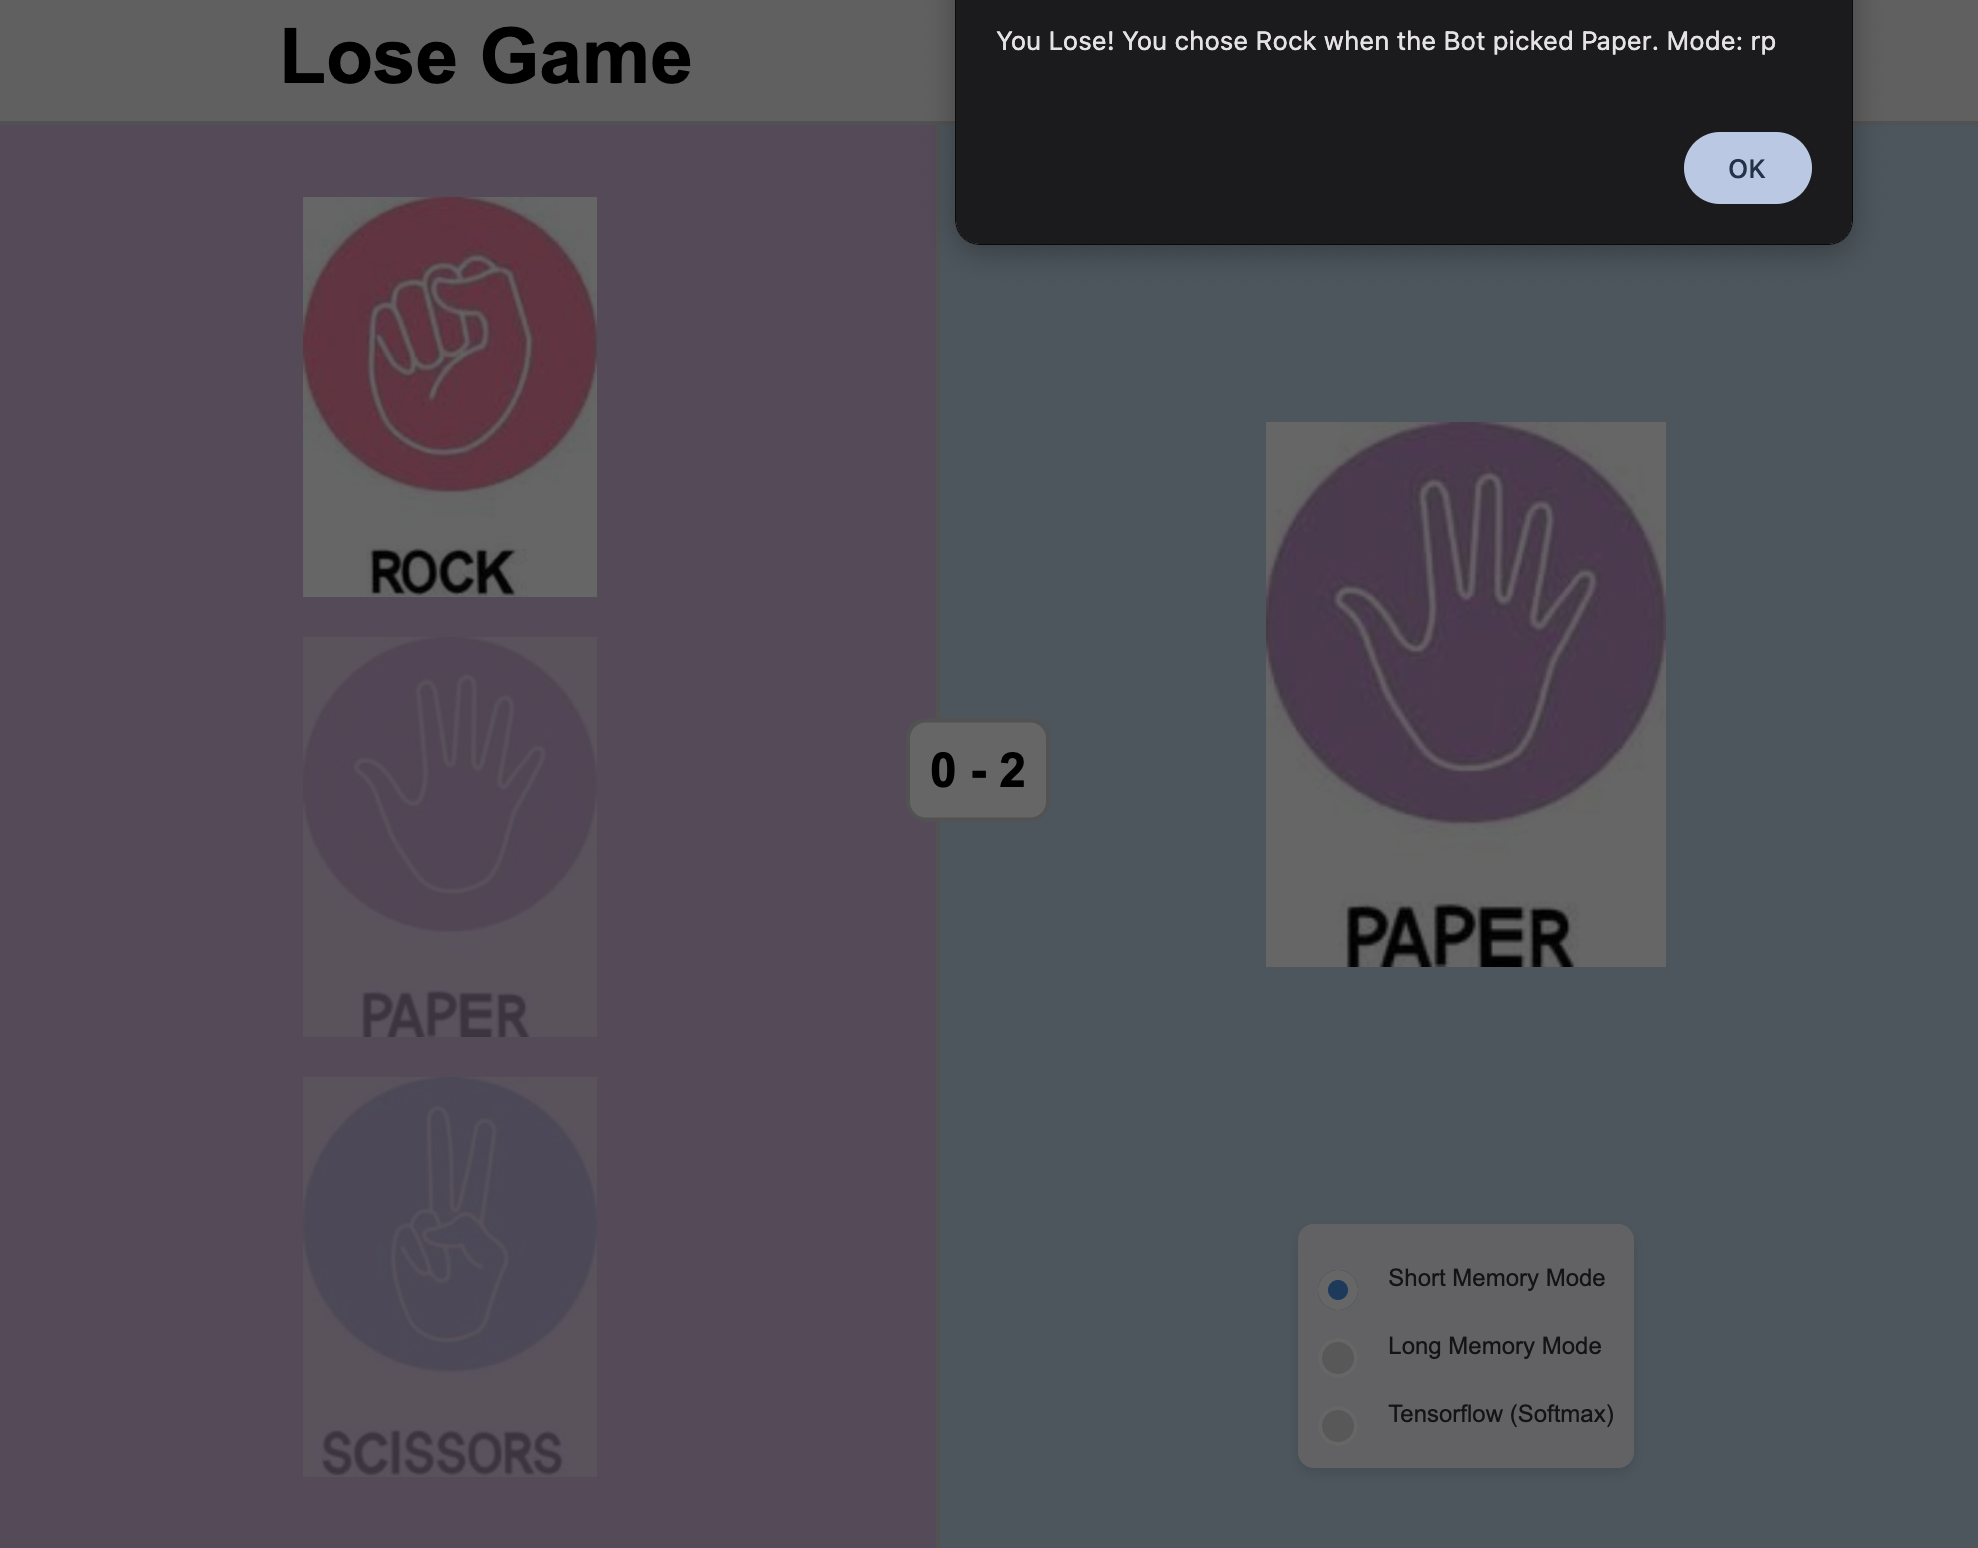 Lose Game
You Lose! You chose Rock when the Bot picked Paper. Mode: rp
OK
ROCK
PAPER
SCISSORS
0 - 2
PAPER
Short Memory Mode
Long Memory Mode
Tensorflow (Softmax)